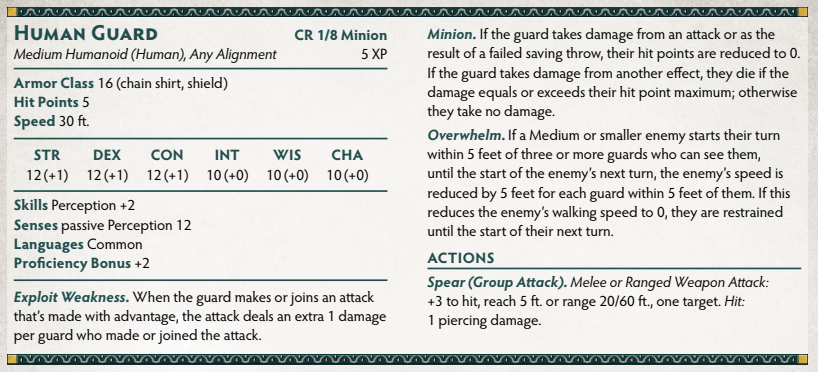 HUMAN GUARD CR 1/8 Minion
Medium Humanoid (Human), Any Alignment 5 XP
Armor Class 16 (chain shirt, shield)
Hit Points 5
Speed 30 ft.
STR DEX CON INT WIS CHA
12 (+1) 12 (+1) 12 (+1) 10 (+0) 10 (+0) 10 (+0)
Skills Perception +2
Senses passive Perception 12
Languages Common
Proficiency Bonus +2
Exploit Weakness. When the guard makes or joins an attack
that’s made with advantage, the attack deals an extra 1 damage
per guard who made or joined the attack.
Minion. If the guard takes damage from an attack or as the
result of a failed saving throw, their hit points are reduced to 0.
If the guard takes damage from another effect, they die if the
damage equals or exceeds their hit point maximum; otherwise
they take no damage.
Overwhelm. If a Medium or smaller enemy starts their turn
within 5 feet of three or more guards who can see them,
until the start of the enemy’s next turn, the enemy’s speed is
reduced by 5 feet for each guard within 5 feet of them. If this
reduces the enemy’s walking speed to 0, they are restrained
until the start of their next turn.
ACTIONS
Spear (Group Attack). Melee or Ranged Weapon Attack:
+3 to hit, reach 5 ft. or range 20/60 ft., one target. Hit:
1 piercing damage.